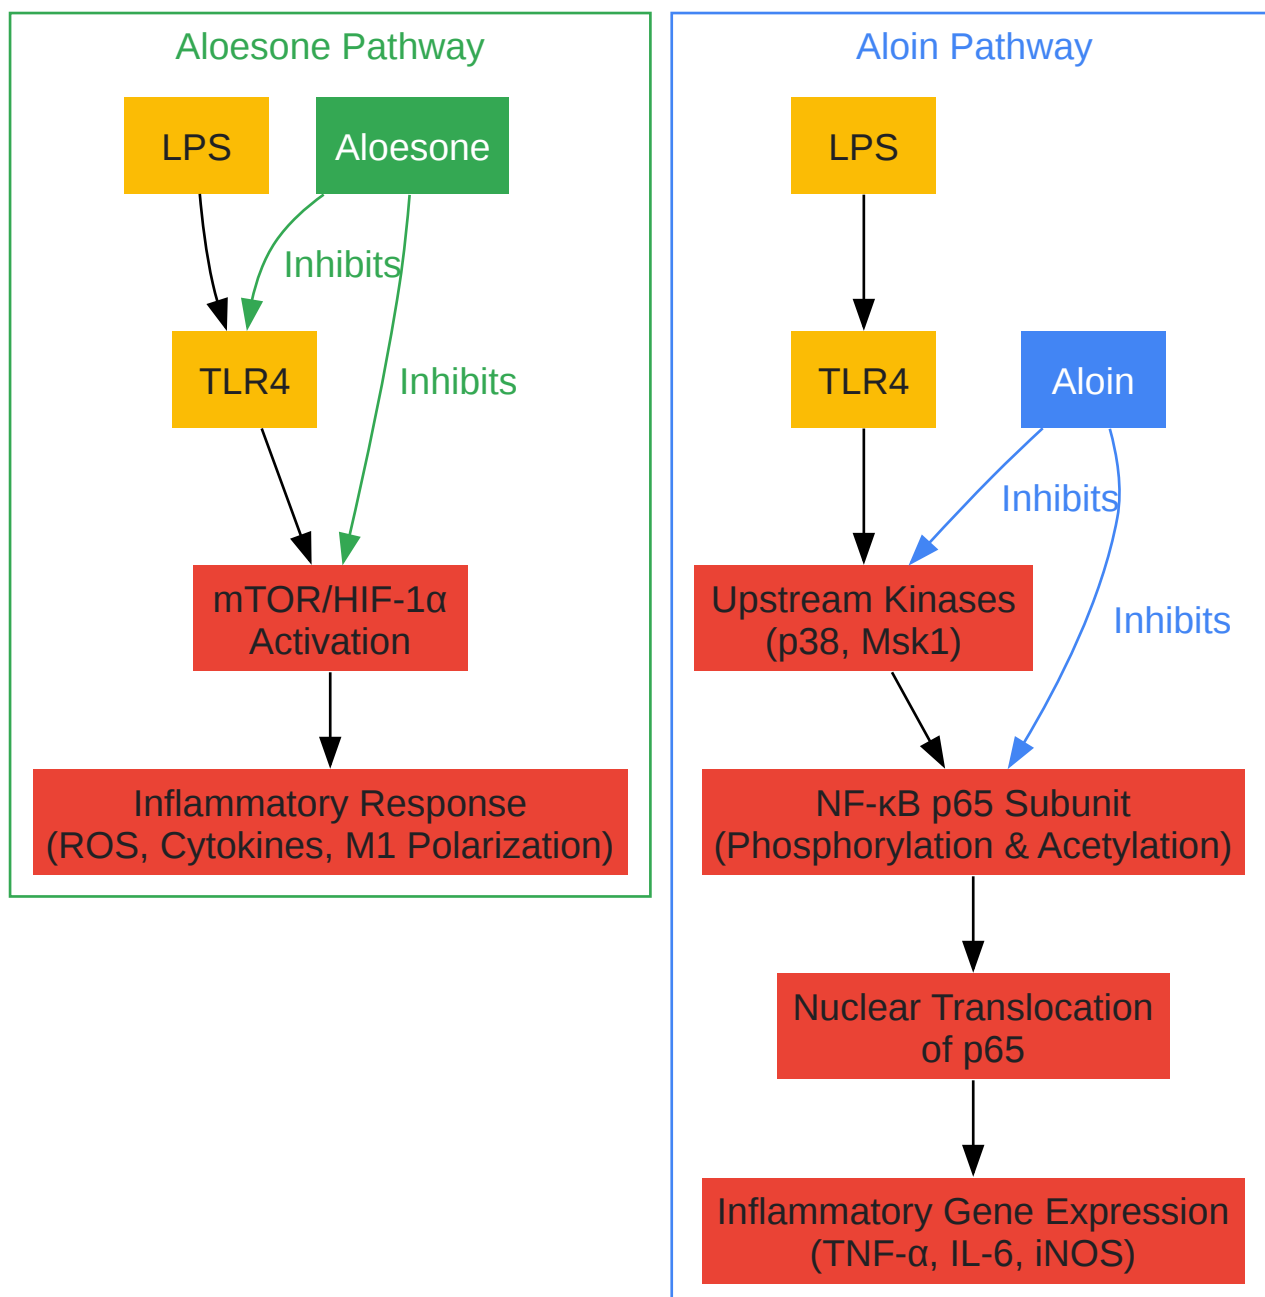 Aloesone Pathway
LPS
Aloesone
Inhibits
TLR4
Inhibits
mTOR/HIF-1α
Activation
Inflammatory Response
(ROS, Cytokines, M1 Polarization)
Aloin Pathway
LPS
TLR4
Aloin
Inhibits
Upstream Kinases
(p38, Msk1)
Inhibits
NF-κB p65 Subunit
(Phosphorylation & Acetylation)
Nuclear Translocation
of p65
Inflammatory Gene Expression
(TNF-α, IL-6, iNOS)